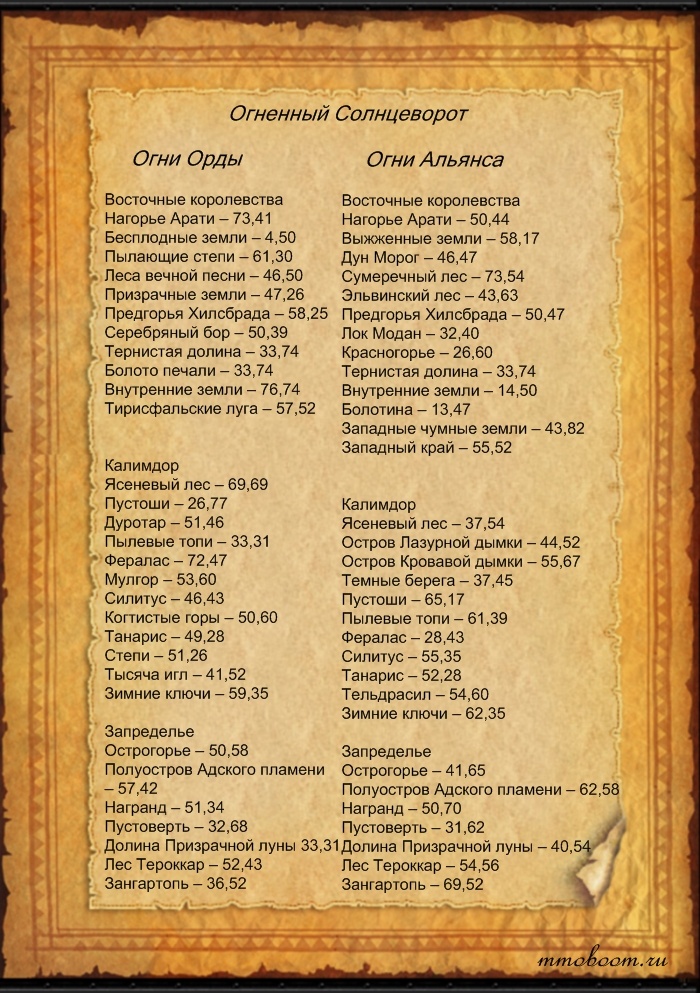 Огненный Солнцеворот
Огни Орды
Восточные королевства
Нагорье Арати – 73,41
Бесплодные земли – 4,50
Пылающие степи – 61,30
Леса вечной песни – 46,50
Призрачные земли – 47,26
Предгорья Хилсбрада – 58,25
Серебряный бор – 50,39
Тернистая долина – 33,74
Болото печали – 33,74
Внутренние земли – 76,74
Тирисфальские луга – 57,52
Калимдор
Ясеневый лес – 69,69
Пустоши – 26,77
Дуротар – 51,46
Пылевые топи – 33,31
Фералас – 72,47
Мулгор – 53,60
Силитус – 46,43
Когтистые горы – 50,60
Танарис – 49,28
Степи – 51,26
Тысяча игл – 41,52
Зимние ключи – 59,35
Запределье
Острогорье – 50,58
Полуостров Адского пламени
– 57,42
Награнд – 51,34
Пустоверть – 32,68
Долина Призрачной луны 33,31
Лес Тероккар – 52,43
Зангартопь – 36,52
Огни Альянса
Восточные королевства
Нагорье Арати – 50,44
Выжженные земли – 58,17
Дун Морог – 46,47
Сумеречный лес – 73,54
Эльвинский лес – 43,63
Предгорья Хилсбрада – 50,47
Лок Модан – 32,40
Красногорье – 26,60
Тернистая долина – 33,74
Внутренние земли – 14,50
Болотина – 13,47
Западные чумные земли – 43,82
Западный край – 55,52
Калимдор
Ясеневый лес – 37,54
Остров Лазурной дымки – 44,52
Остров Кровавой дымки – 55,67
Темные берега – 37,45
Пустоши – 65,17
Пылевые топи – 61,39
Фералас – 28,43
Силитус – 55,35
Танарис – 52,28
Тельдрасил – 54,60
Зимние ключи – 62,35
Запределье
Острогорье – 41,65
Полуостров Адского пламени – 62,58
Награнд – 50,70
Пустоверть – 31,62
Долина Призрачной луны – 40,54
Лес Тероккар – 54,56
Зангартопь – 69,52
mmoboom.ru